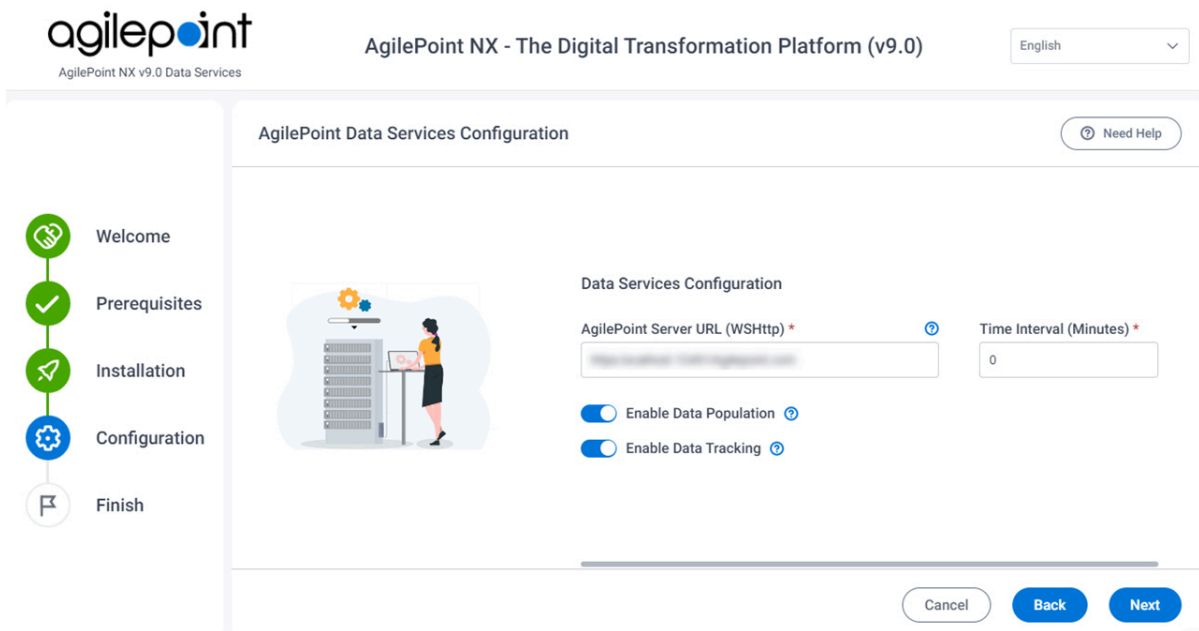 agilepoint
AgilePoint NX v9.0 Data Services
AgilePoint NX - The Digital Transformation Platform (v9.0)
English
AgilePoint Data Services Configuration
Need Help
Welcome
Prerequisites
Installation
Configuration
Finish
Data Services Configuration
AgilePoint Server URL (WSHttp) *
Time Interval (Minutes) *
0
Enable Data Population
Enable Data Tracking
Cancel
Back
Next